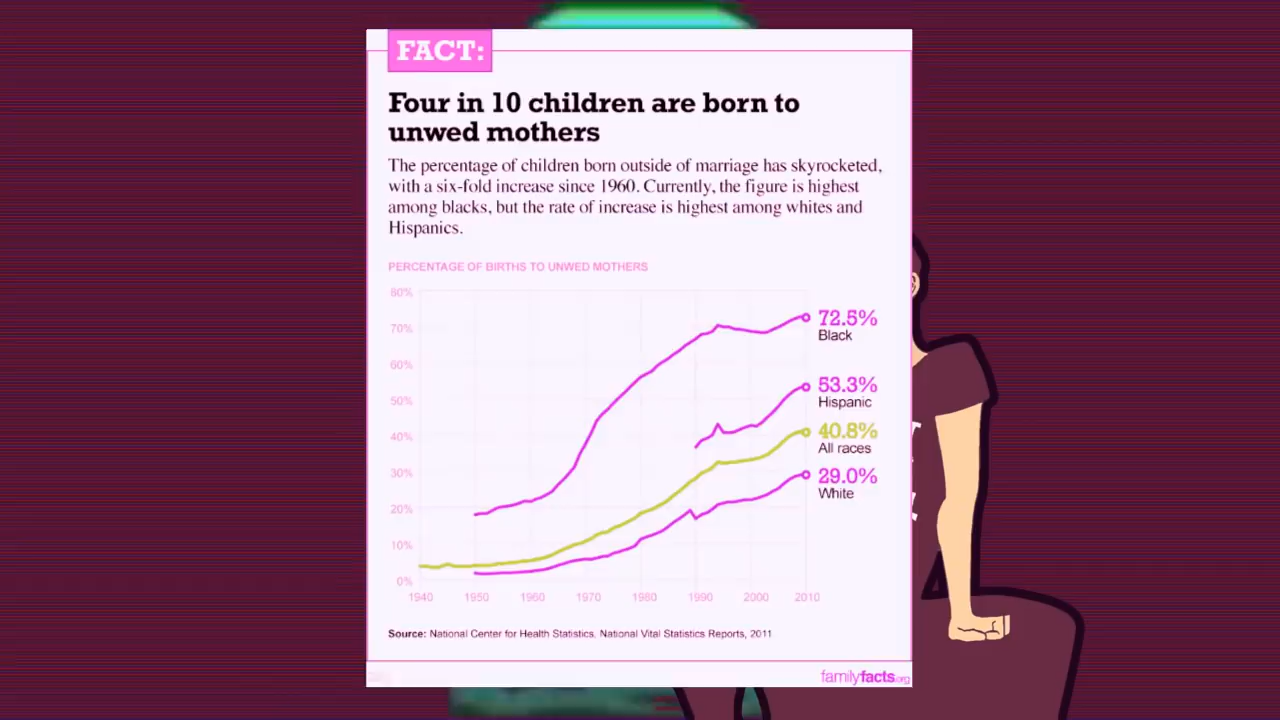 FACT:
Four in 10 children are born to
unwed mothers
The percentage of children born outside of marriage has skyrocketed,
with a six-fold increase since 1960. Currently, the figure is highest
among blacks, but the rate of increase is highest among whites and
Hispanics.
PERCENTAGE OF BIRTHS TO UNWED MOTHERS
80%
70%
60%
50%
40%
30%
20%
10%
0%
72.5%
Black
53.3%
Hispanic
40.8%
All races
29.0%
White
1940 1950 1960 1970 1980 1990 2000 2010
Source: National Center for Health Statistics, National Vital Statistics Reports, 2011
familyfacts.org